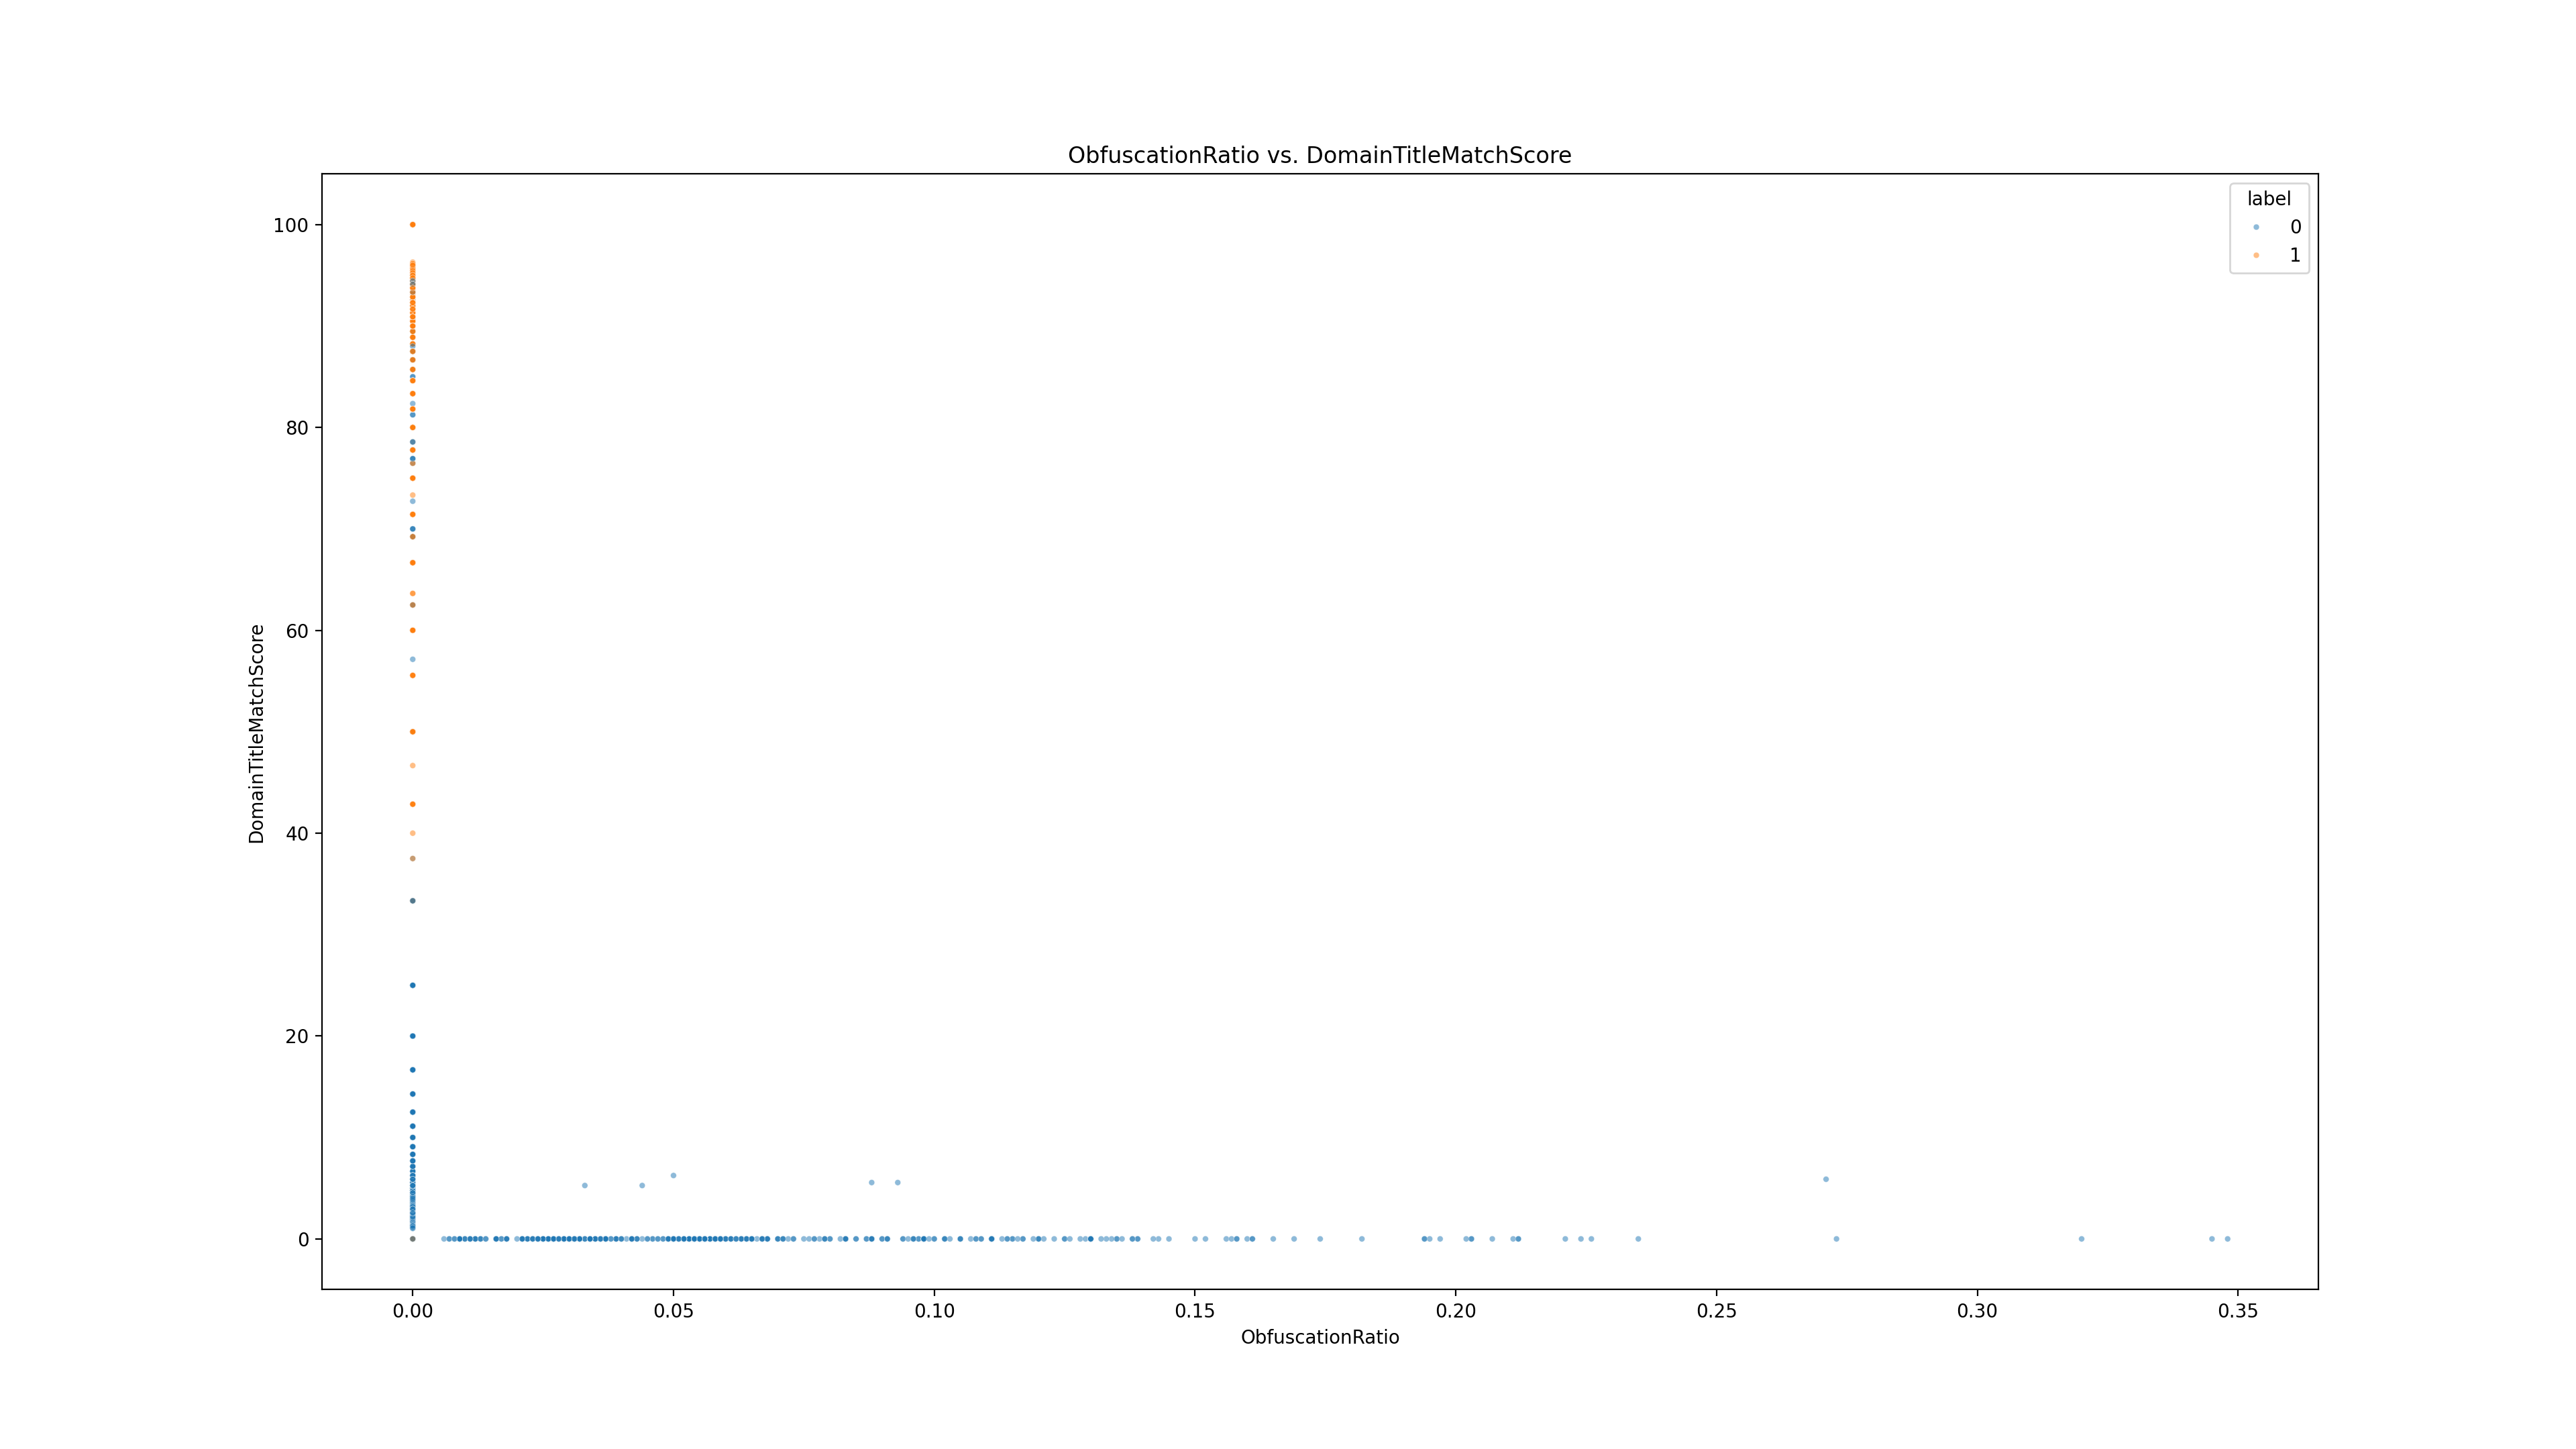 ObfuscationRatio vs. DomainTitleMatchScore
label
0
1
100
80
60
40
20
0
DomainTitleMatchScore
0.00 0.05 0.10 0.15 0.20 0.25 0.30 0.35
ObfuscationRatio